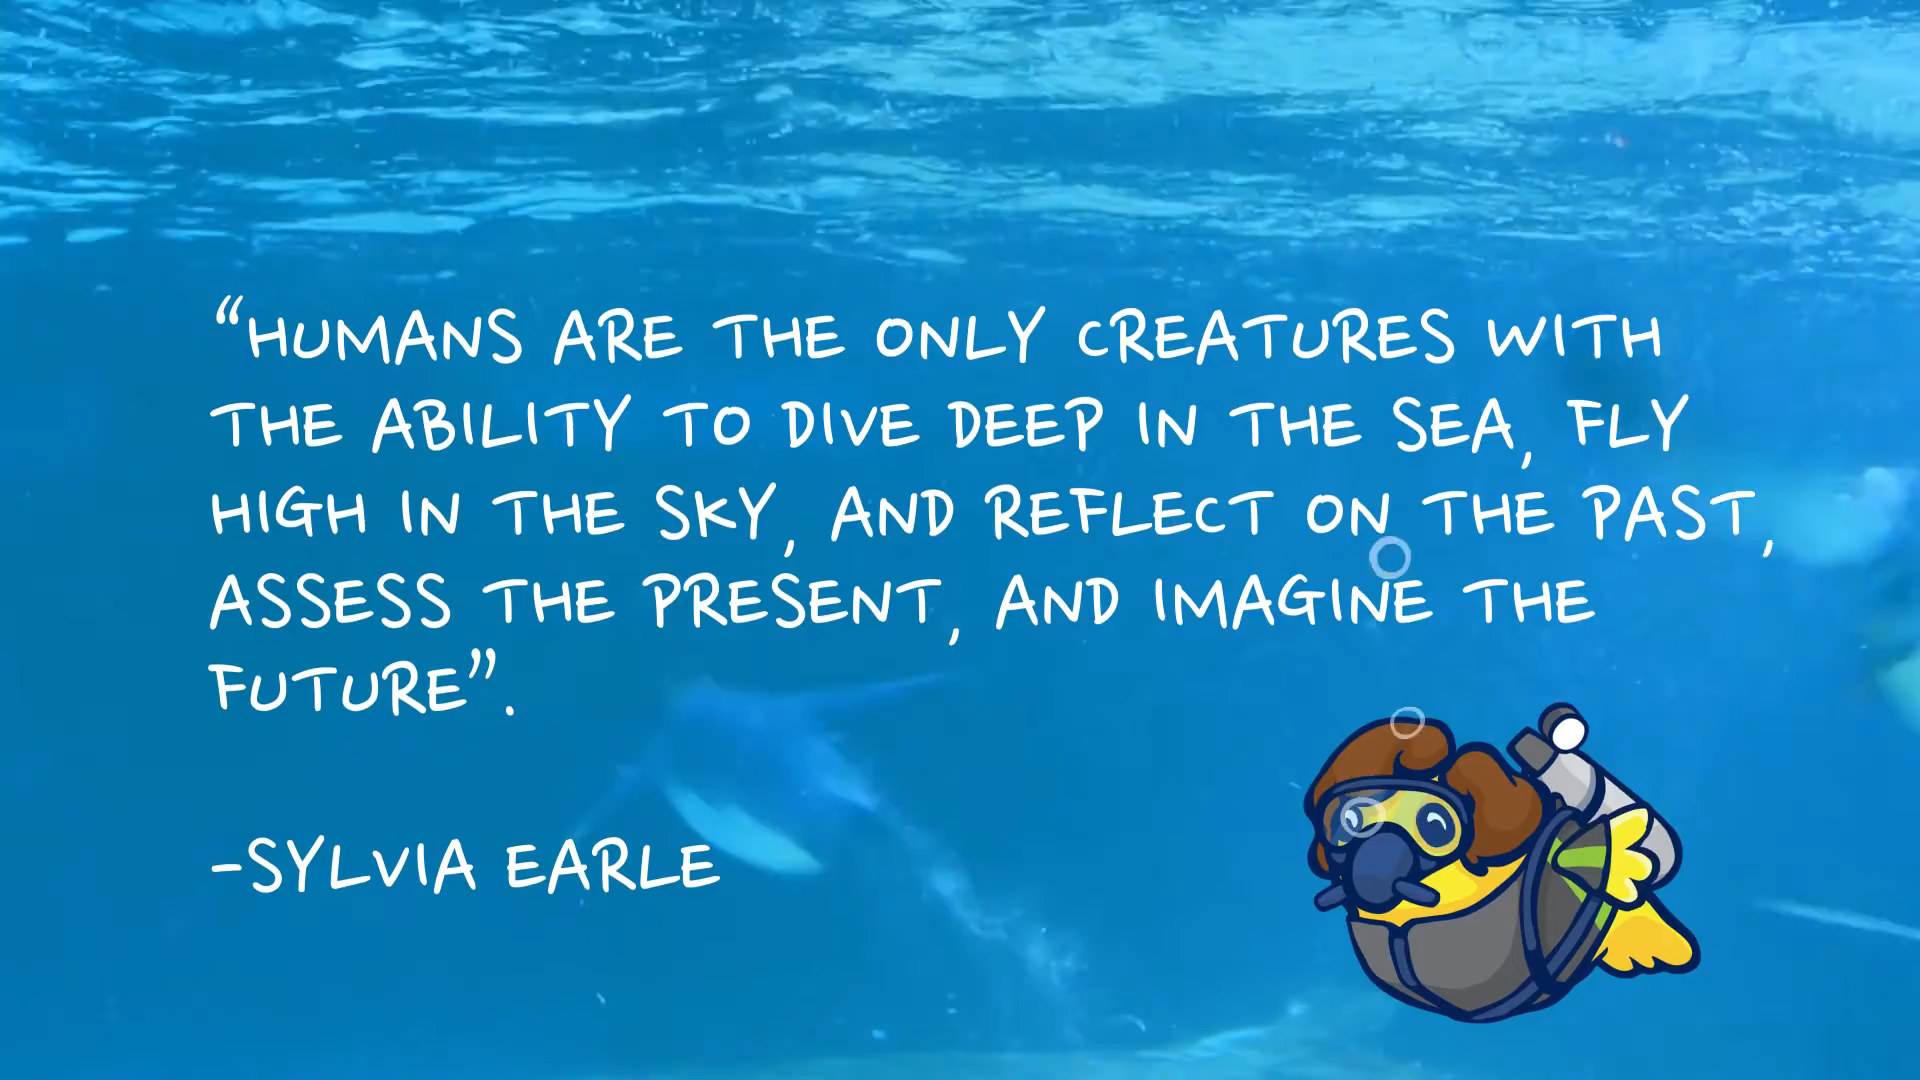 “HUMANS ARE THE ONLY CREATURES WITH
THE ABILITY TO DIVE DEEP IN THE SEA, FLY
HIGH IN THE SKY, AND REFLECT ON THE PAST,
ASSESS THE PRESENT, AND IMAGINE THE
FUTURE”.
-SYLVIA EARLE